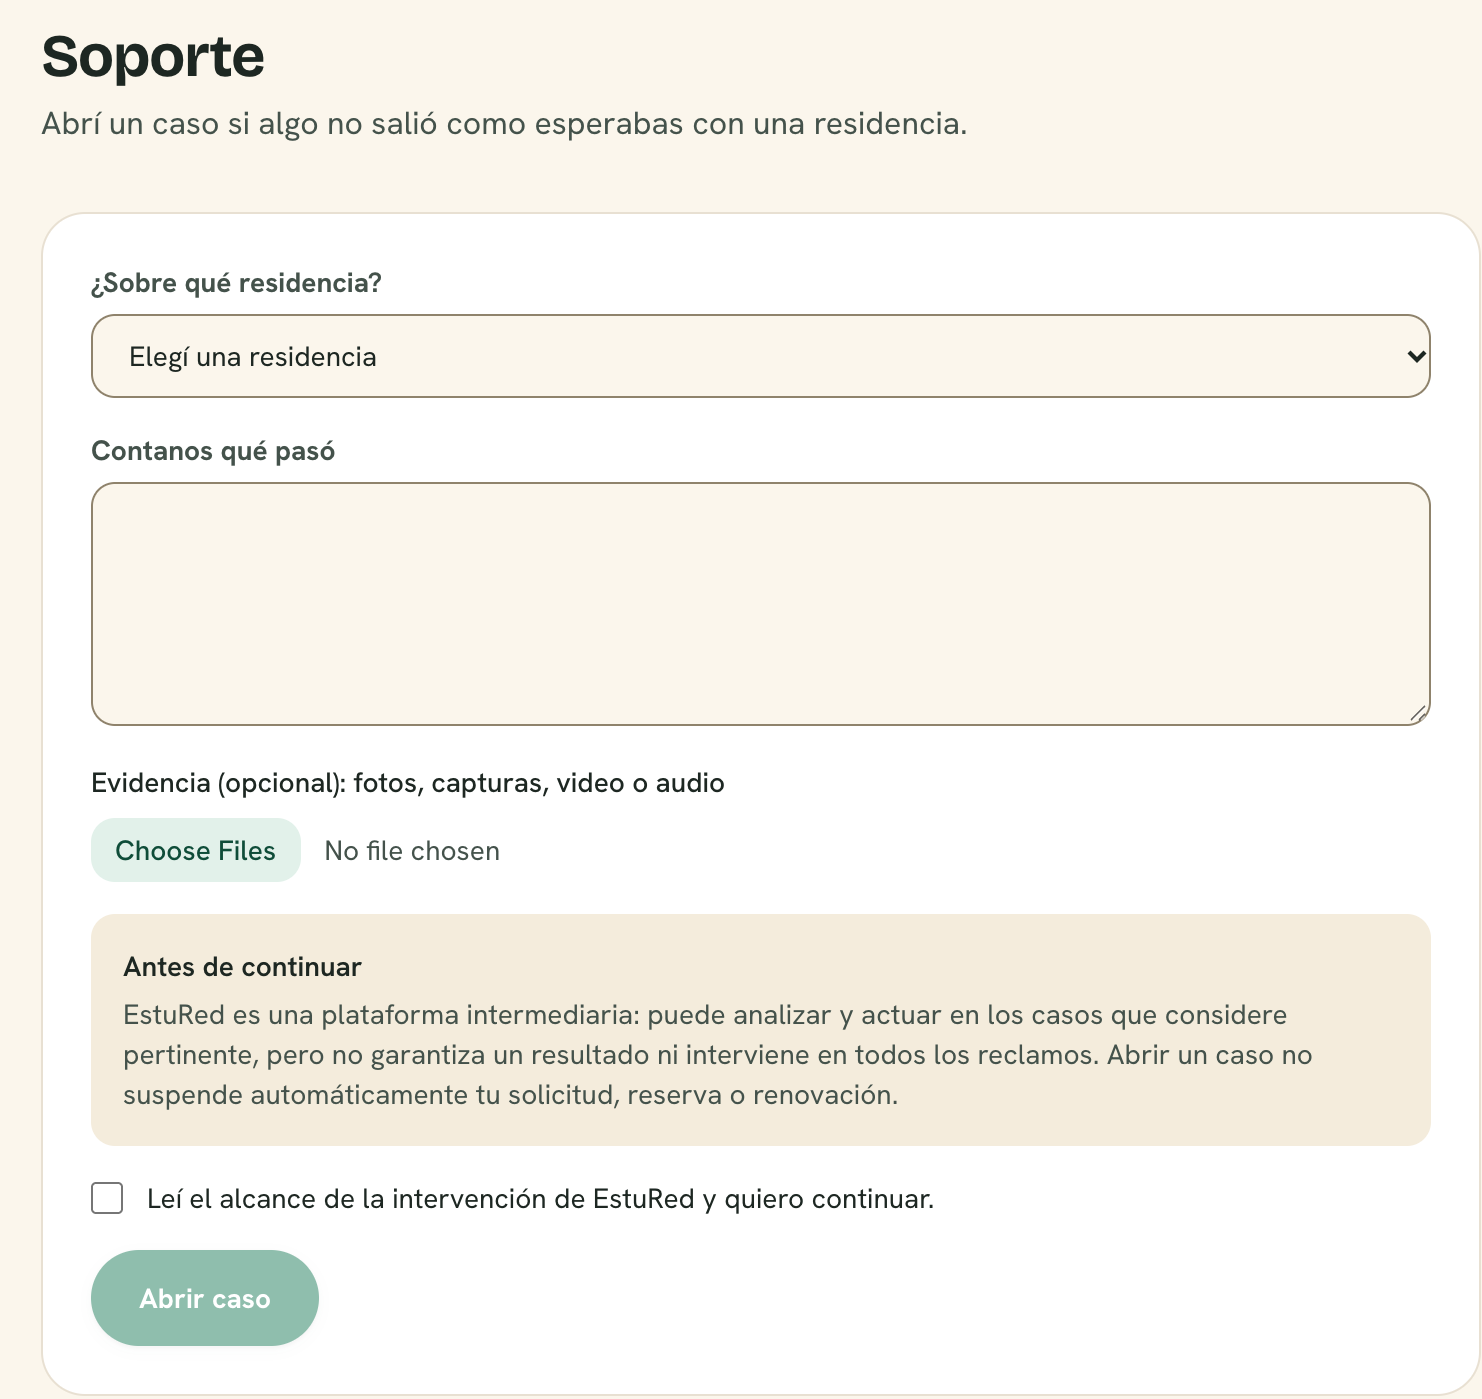 Soporte
Abrí un caso si algo no salió como esperabas con una residencia.
¿Sobre qué residencia?
Elegí una residencia
Contanos qué pasó
Evidencia (opcional): fotos, capturas, video o audio
Choose Files No file chosen
Antes de continuar
EstuRed es una plataforma intermediaria: puede analizar y actuar en los casos que considere
pertinente, pero no garantiza un resultado ni interviene en todos los reclamos. Abrir un caso no
suspende automáticamente tu solicitud, reserva o renovación.
Leí el alcance de la intervención de EstuRed y quiero continuar.
Abrir caso